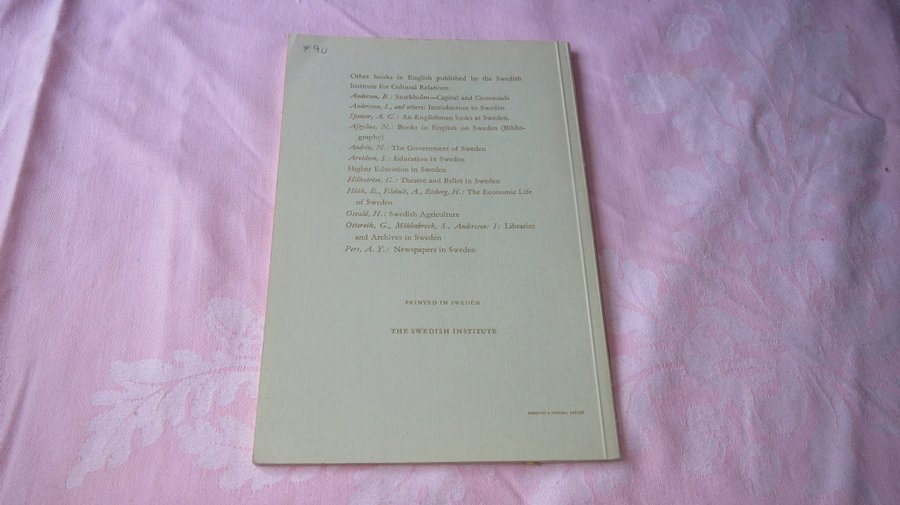 790
Other books in English published by the Swedish
Institute for Cultural Relations:
Anderson, B.: Stockholm—Capital and Crossroads
Andersson, I., and others: Introduction to Sweden
Spencer, A. G.: An Englishman looks at Sweden
Afzelius, N.: Books in English on Sweden (Biblio-
graphy)
Andrén, N.: The Government of Sweden
Arvidson, S.: Education in Sweden
Higher Education in Sweden
Hilleström, G.: Theatre and Ballet in Sweden
Höök, E., A., H.: The Economic Life
of Sweden
Osvald, H.: Swedish Agriculture
Ottervik, G., Möhlenbrock, S., Andersson: I: Libraries
and Archives in Sweden
Pers, A. Y.: Newspapers in Sweden
PRINTED IN SWEDEN
THE SWEDISH INSTITUTE